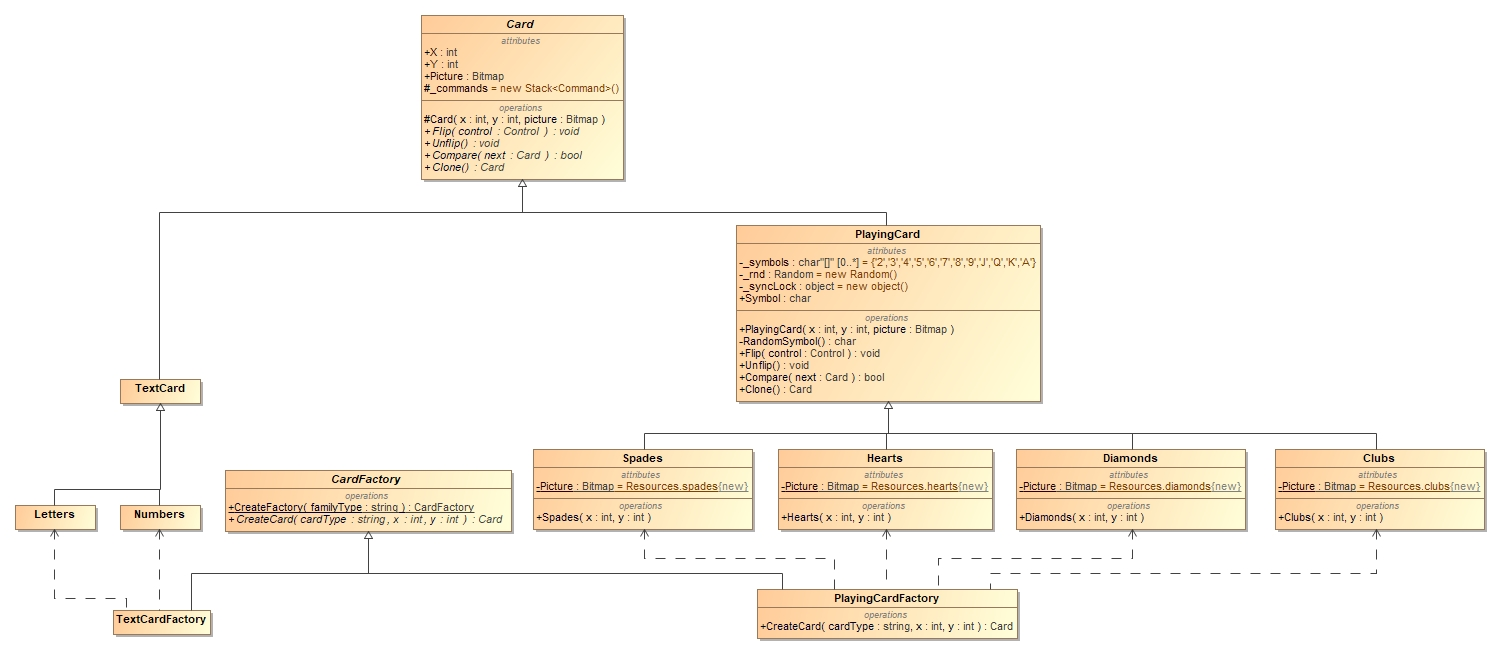 Card
attributes
+X : int
+Y : int
+Picture : Bitmap
#_commands = new Stack<Command>()
operations
#Card( x : int, y : int, picture : Bitmap )
+Flip( control : Control ) : void
+Unflip() : void
+Compare( next : Card ) : bool
+Clone() : Card
PlayingCard
attributes
-_symbols : char"[]" [0..*] = {'2','3','4','5','6','7','8','9','J','Q','K','A'}
-_rnd : Random = new Random()
-_syncLock : object = new object()
+Symbol : char
operations
+PlayingCard( x : int, y : int, picture : Bitmap )
-RandomSymbol() : char
+Flip( control : Control ) : void
+Unflip() : void
+Compare( next : Card ) : bool
+Clone() : Card
TextCard
Letters
Numbers
CardFactory
operations
+CreateFactory( familyType : string ) : CardFactory
+CreateCard( cardType : string, x : int, y : int ) : Card
Spades
attributes
-Picture : Bitmap = Resources.spades{new}
operations
+Spades( x : int, y : int )
Hearts
attributes
-Picture : Bitmap = Resources.hearts{new}
operations
+Hearts( x : int, y : int )
Diamonds
attributes
-Picture : Bitmap = Resources.diamonds{new}
operations
+Diamonds( x : int, y : int )
Clubs
attributes
-Picture : Bitmap = Resources.clubs{new}
operations
+Clubs( x : int, y : int )
TextCardFactory
PlayingCardFactory
operations
+CreateCard( cardType : string, x : int, y : int ) : Card